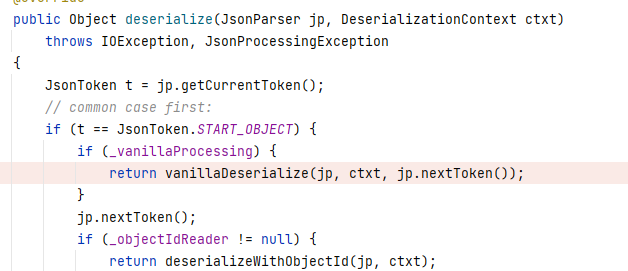 @Override
public Object deserialize(JsonParser jp, DeserializationContext ctxt)
    throws IOException, JsonProcessingException
{
    JsonToken t = jp.getCurrentToken();
    // common case first:
    if (t == JsonToken.START_OBJECT) {
        if (_vanillaProcessing) {
            return vanillaDeserialize(jp, ctxt, jp.nextToken());
        }
        jp.nextToken();
        if (_objectIdReader != null) {
            return deserializeWithObjectId(jp, ctxt);